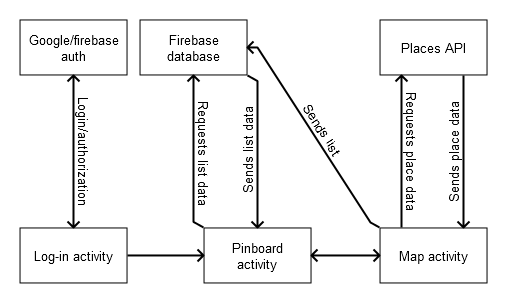 Google/firebase
auth
Firebase
database
Places API
Login/authorization
Requests list data
Sends list data
Sends list
Requests place data
Sends place data
Log-in activity
Pinboard
activity
Map activity